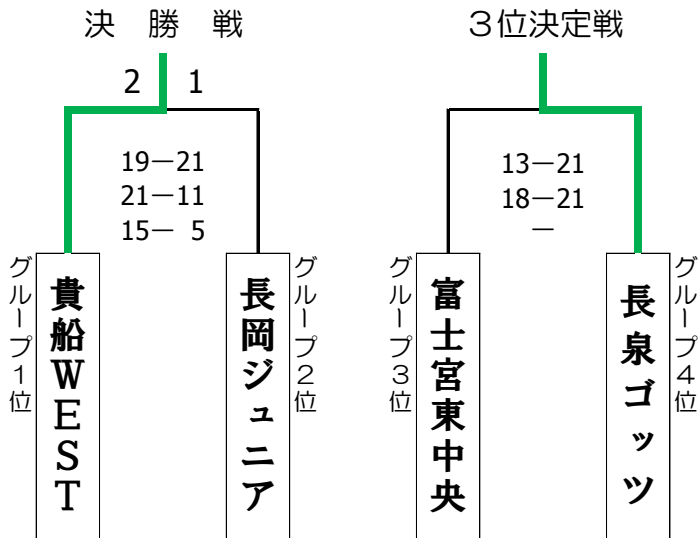 決勝戦
2 1
19－21
21－11
15－ 5
グループ1位
貴船WEST
長岡ジュニア
グループ2位
３位決定戦
13－21
18－21
－
グループ3位
富士宮東中央
長泉ゴッツ
グループ4位